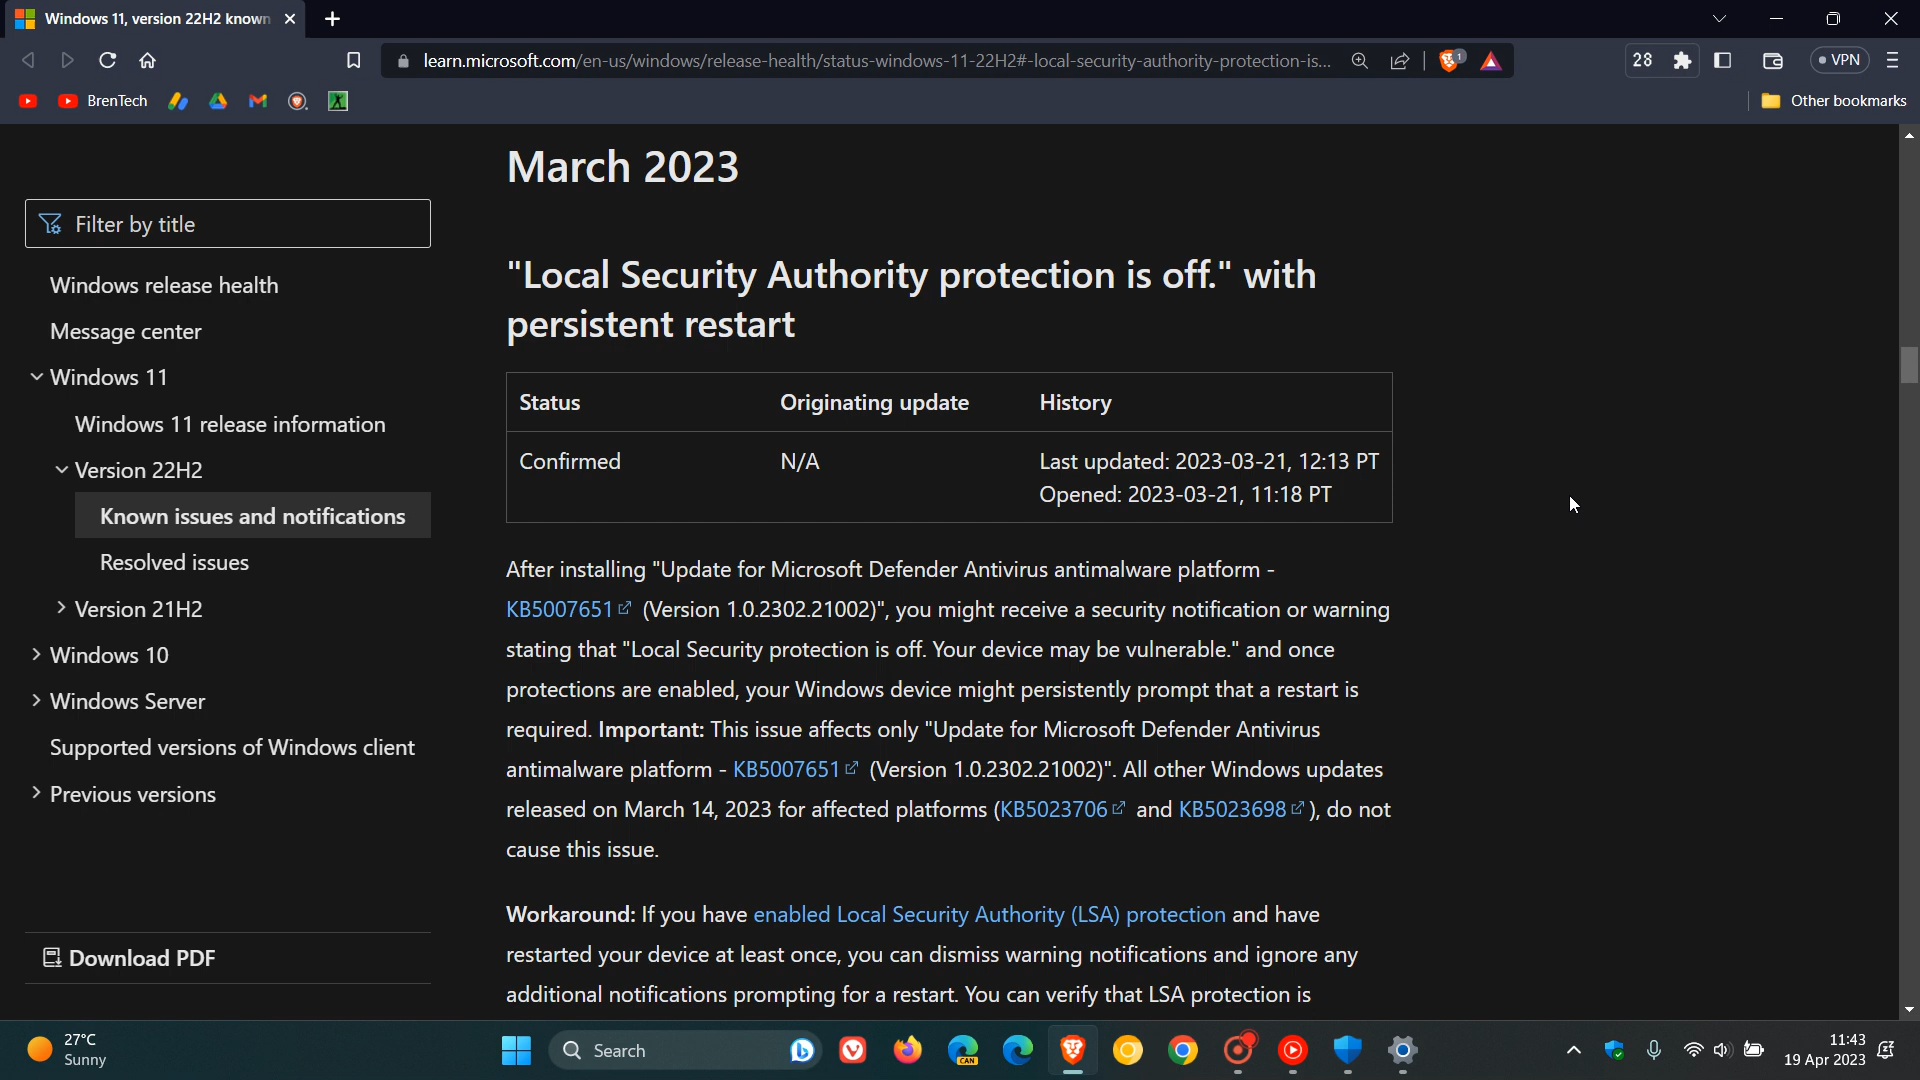 Windows 11, version 22H2 known
learn.microsoft.com/en-us/windows/release-health/status-windows-11-22H2#-local-security-authority-protection-is...
1
28
VPN
BrenTech
Other bookmarks
Filter by title
Windows release health
Message center
Windows 11
Windows 11 release information
Version 22H2
Known issues and notifications
Resolved issues
Version 21H2
Windows 10
Windows Server
Supported versions of Windows client
Previous versions
Download PDF
March 2023
"Local Security Authority protection is off." with
persistent restart
Status Originating update History
Confirmed N/A Last updated: 2023-03-21, 12:13 PT
Opened: 2023-03-21, 11:18 PT
After installing "Update for Microsoft Defender Antivirus antimalware platform -
KB5007651 (Version 1.0.2302.21002)", you might receive a security notification or warning
stating that "Local Security protection is off. Your device may be vulnerable." and once
protections are enabled, your Windows device might persistently prompt that a restart is
required. Important: This issue affects only "Update for Microsoft Defender Antivirus
antimalware platform - KB5007651 (Version 1.0.2302.21002)". All other Windows updates
released on March 14, 2023 for affected platforms (KB5023706 and KB5023698 ), do not
cause this issue.
Workaround: If you have enabled Local Security Authority (LSA) protection and have
restarted your device at least once, you can dismiss warning notifications and ignore any
additional notifications prompting for a restart. You can verify that LSA protection is
27°C
Sunny
Search
CAN
11:43
19 Apr 2023